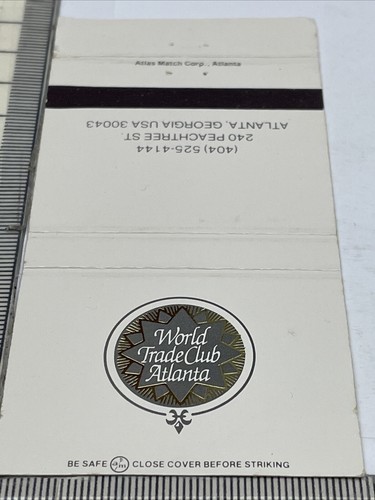 Atlas Match Corp., Atlanta
(404) 525-4144
240 PEACHTREE ST.
ATLANTA, GEORGIA USA 30043
World
Trade Club
Atlanta
BE SAFE CLOSE COVER BEFORE STRIKING